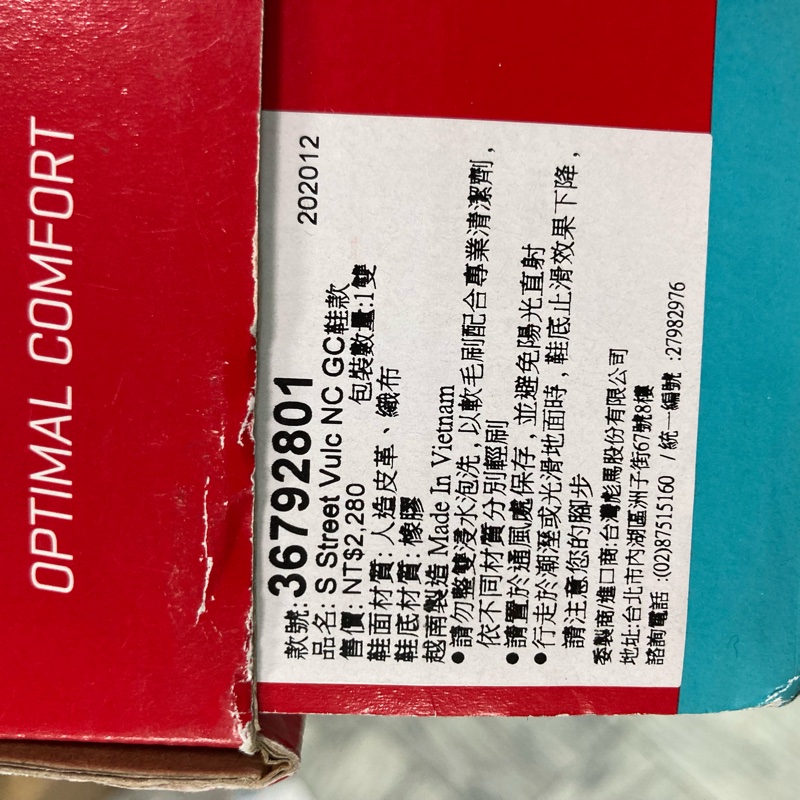 OPTIMAL COMFORT
202012
款號:36792801
品名: S Street Vulc NC GC鞋款
售價: NT$2,280 包裝數量:1雙
鞋面材質: 人造皮革、織布
鞋底材質: 橡膠
越南製造 Made In Vietnam
●請勿整雙浸水泡洗,以軟毛刷配合專業清潔劑,
依不同材質分別輕刷
●請置於通風處保存,並避免陽光直射
●行走於潮溼或光滑地面時,鞋底止滑效果下降,
請注意您的腳步
委製商/進口商:台灣彪馬股份有限公司
地址:台北市內湖區洲子街67號8樓
諮詢電話:(02)87515160 /統一編號:27982976